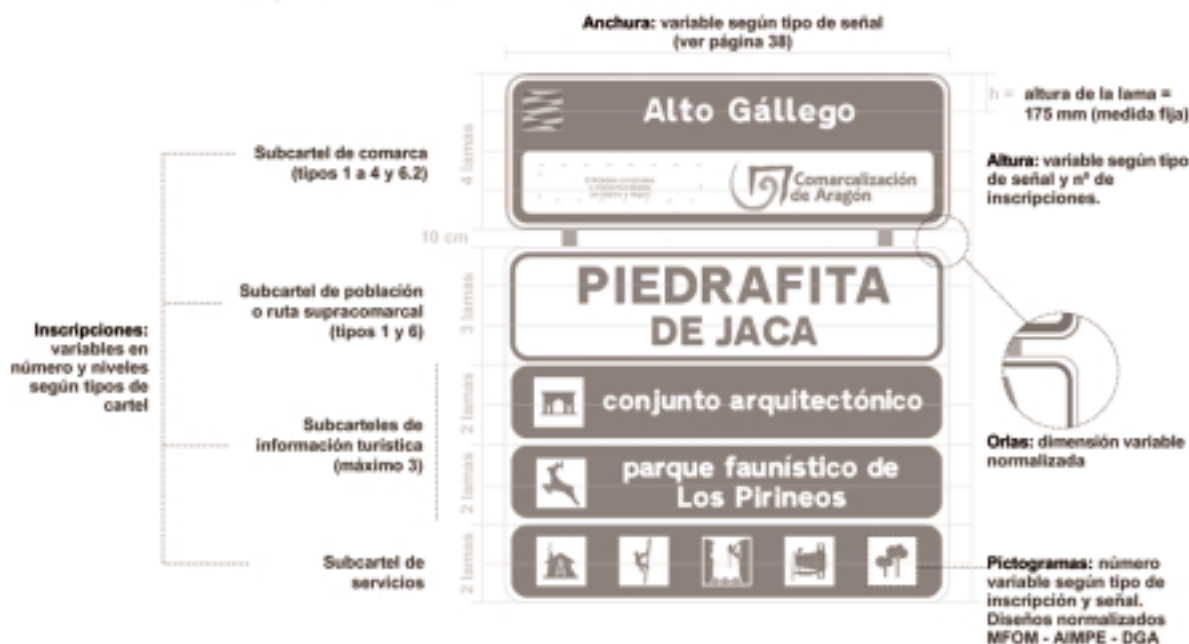 Anchura: variable según tipo de señal
(ver página 38)
h =
altura de la lama =
175 mm (medida fija)
Alto Gállego
4 lamas
Subcartel de comarca
(tipos 1 a 4 y 6.2)
Comarcalización
de Aragón
Altura: variable según tipo
de señal y nº de
inscripciones.
10 cm
Subcartel de población
o ruta supracomarcal
(tipos 1 y 6)
3 lamas
PIEDRAFITA
DE JACA
Inscripciones:
variables en
número y niveles
según tipos de
cartel
2 lamas
conjunto arquitectónico
Subcarteles de
información turística
(máximo 3)
Orlas: dimensión variable
normalizada
2 lamas
parque faunístico de
Los Pirineos
Subcartel de
servicios
2 lamas
Pictogramas: número
variable según tipo de
inscripción y señal.
Diseños normalizados
MFOM - AIMPE - DGA